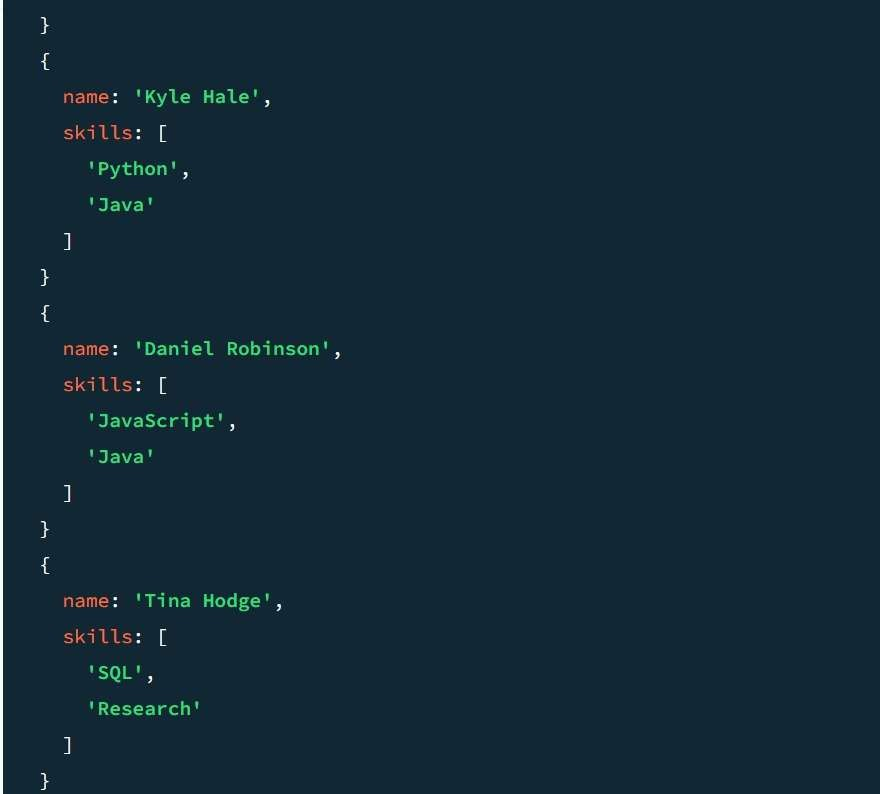 }
{
name: 'Kyle Hale',
skills: [
'Python',
'Java'
]
}
{
name: 'Daniel Robinson',
skills: [
'JavaScript',
'Java'
]
}
{
name: 'Tina Hodge',
skills: [
'SQL',
'Research'
]
}